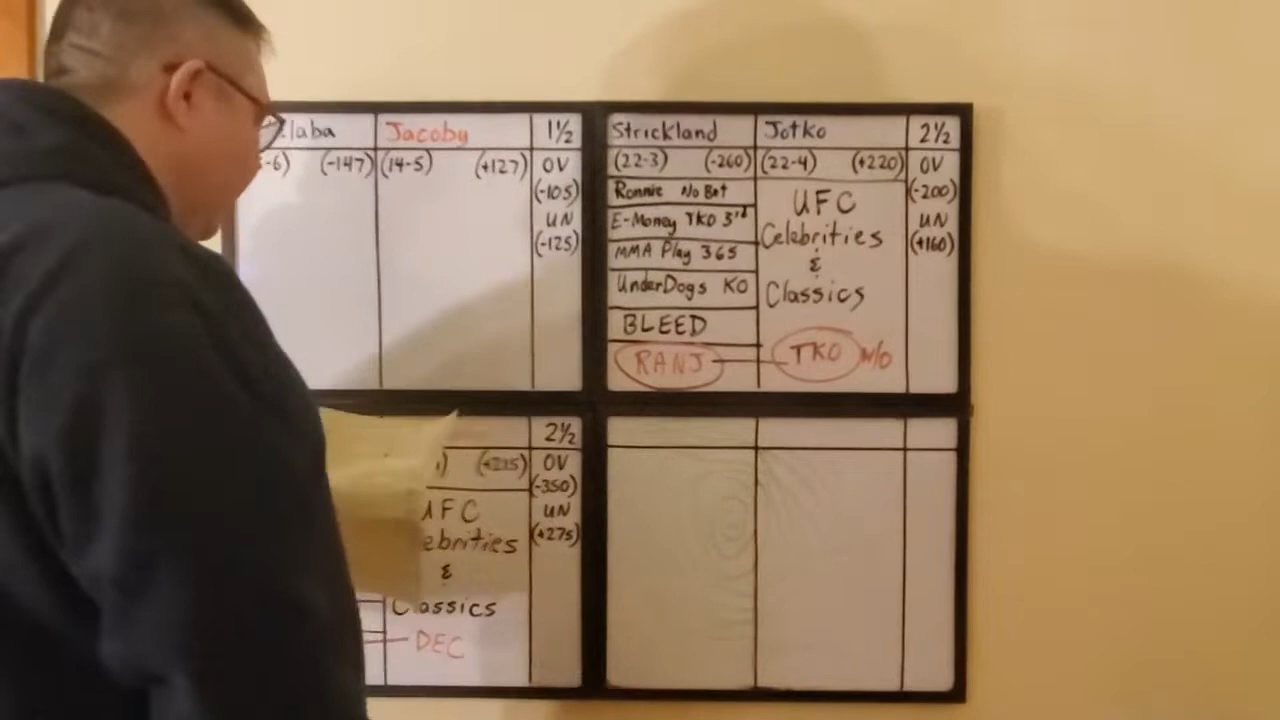 laba Jacoby 1½
-6) (-147) (14-5) (+127) OV
(-105)
UN
(-125)
Strickland Jotko 2½
(22-3) (-260) (22-4) (+220) OV
Ronnie No Bet (-200)
E-Money TKO 3rd UFC UN
MMA Play 365 Celebrities (+160)
UnderDogs KO &
BLEED Classics
RANJ TKO W/O
2½
OV
(-350)
UFC UN
ebrities (+275)
&
Classics
DEC